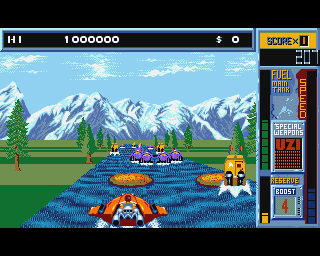 HI 1000000 $ 0
SCORE×1
207
FUEL
MAIN
TANK
SPEED
SPECIAL
WEAPONS
UZI
RESERVE
BOOST
4